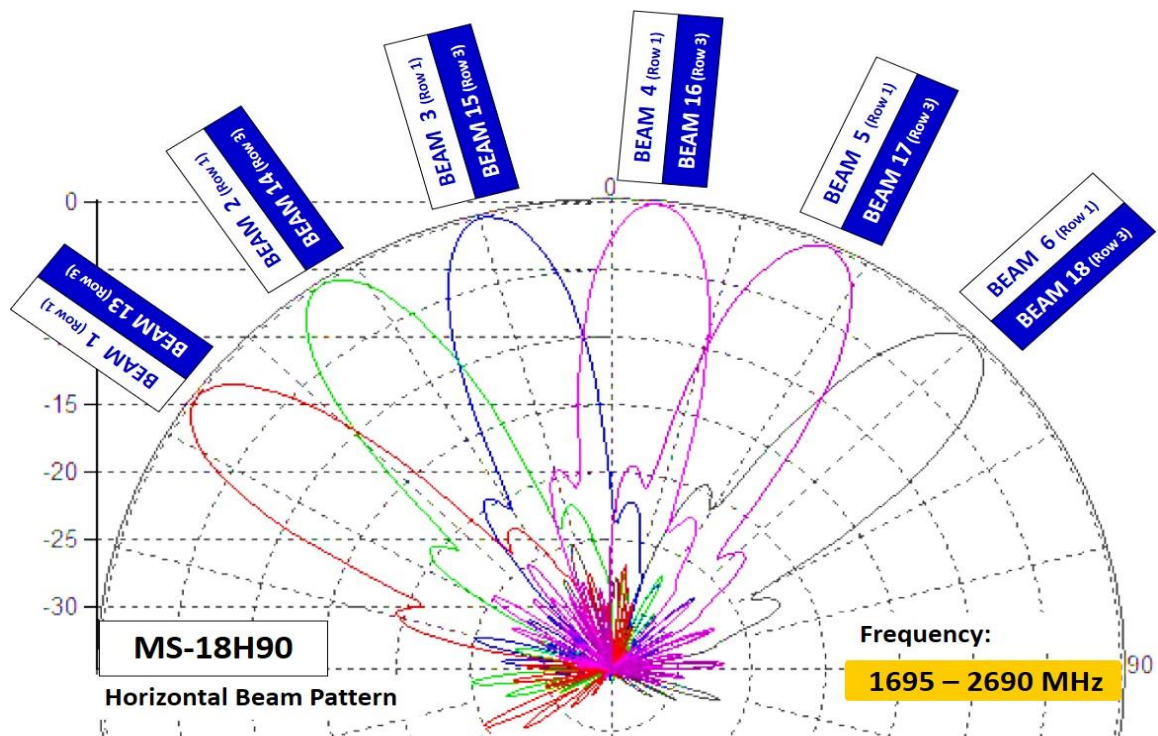 BEAM 1 (Row 1)
BEAM 13 (Row 3)
BEAM 2 (Row 1)
BEAM 14 (Row 3)
BEAM 3 (Row 1)
BEAM 15 (Row 3)
BEAM 4 (Row 1)
BEAM 16 (Row 3)
BEAM 5 (Row 1)
BEAM 17 (Row 3)
BEAM 6 (Row 1)
BEAM 18 (Row 3)
0
0
-15
-20
-25
-30
90
MS-18H90
Horizontal Beam Pattern
Frequency:
1695 – 2690 MHz